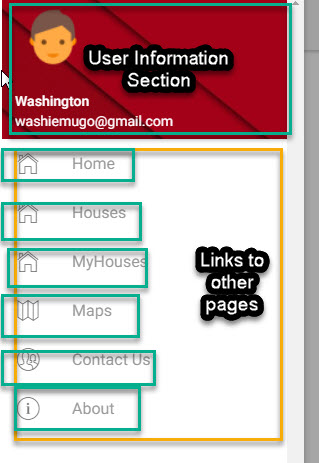 User Information
Section
Washington
washiemugo@gmail.com
Home
Houses
MyHouses
Links to
other
pages
Maps
Contact Us
About